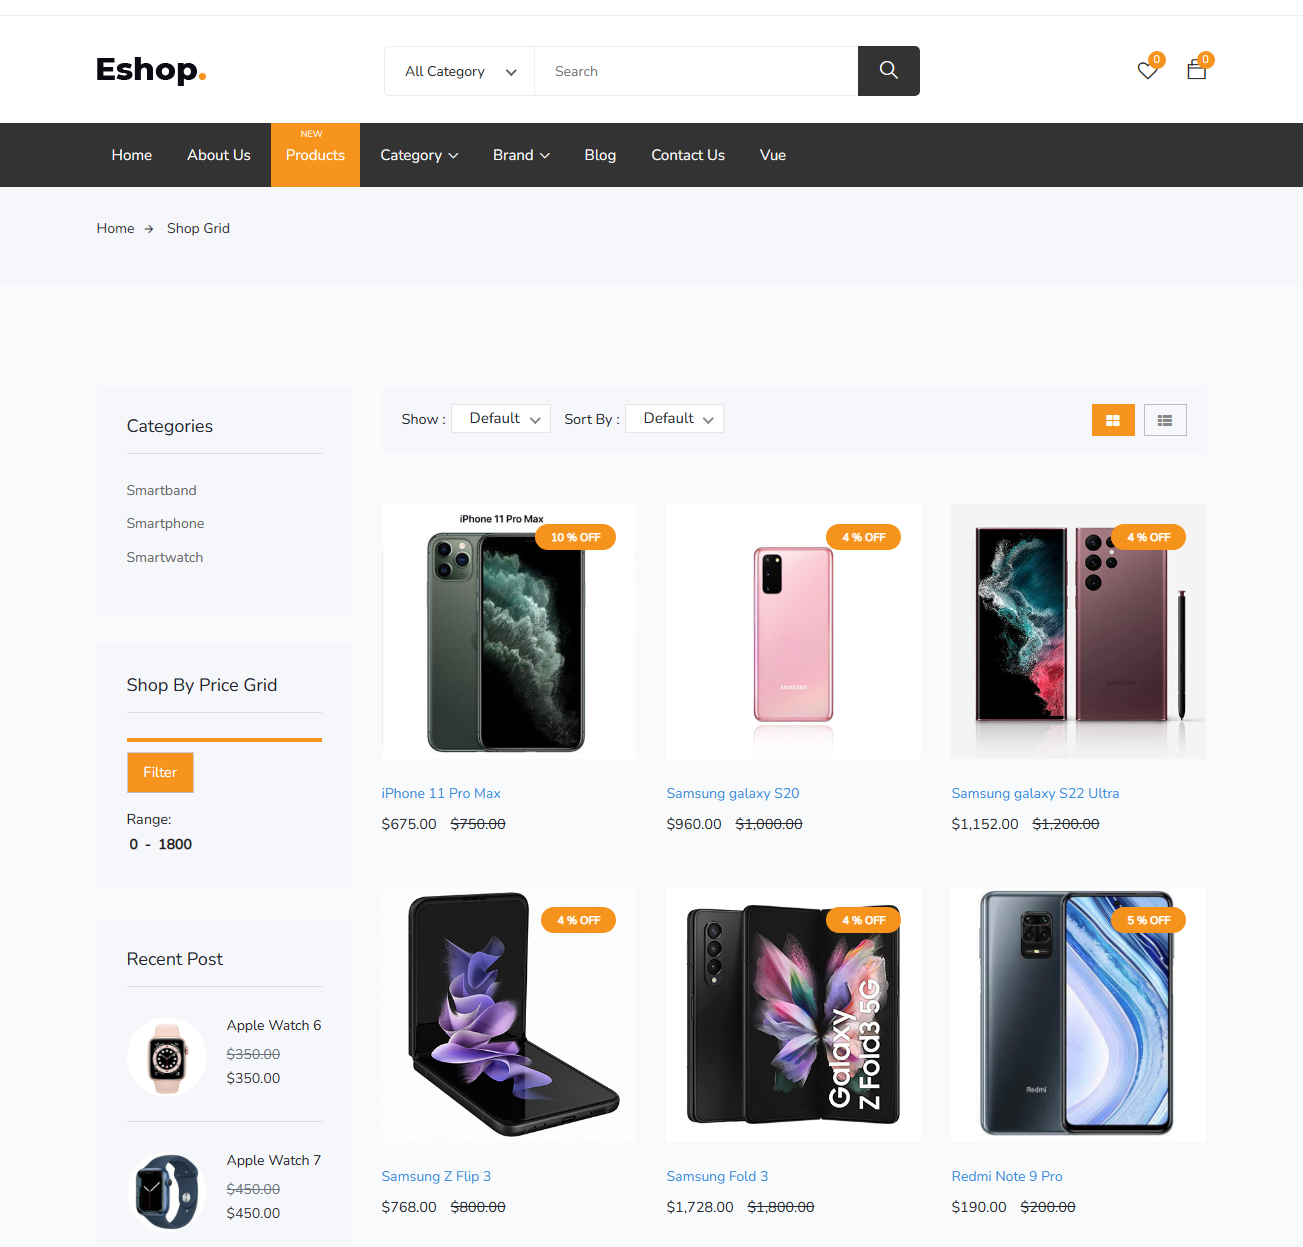 Eshop.
All Category
Search
0
0
Home
About Us
NEW
Products
Category
Brand
Blog
Contact Us
Vue
Home → Shop Grid
Categories
Smartband
Smartphone
Smartwatch
Shop By Price Grid
Filter
Range:
0 - 1800
Recent Post
Apple Watch 6
$350.00
$350.00
Apple Watch 7
$450.00
$450.00
Show : Default
Sort By : Default
iPhone 11 Pro Max
10 % OFF
iPhone 11 Pro Max
$675.00 $750.00
4 % OFF
SAMSUNG
Samsung galaxy S20
$960.00 $1,000.00
4 % OFF
SAMSUNG
Samsung galaxy S22 Ultra
$1,152.00 $1,200.00
4 % OFF
Samsung Z Flip 3
$768.00 $800.00
4 % OFF
Galaxy
Z Fold3 5G
Samsung Fold 3
$1,728.00 $1,800.00
5 % OFF
Redmi
Redmi Note 9 Pro
$190.00 $200.00